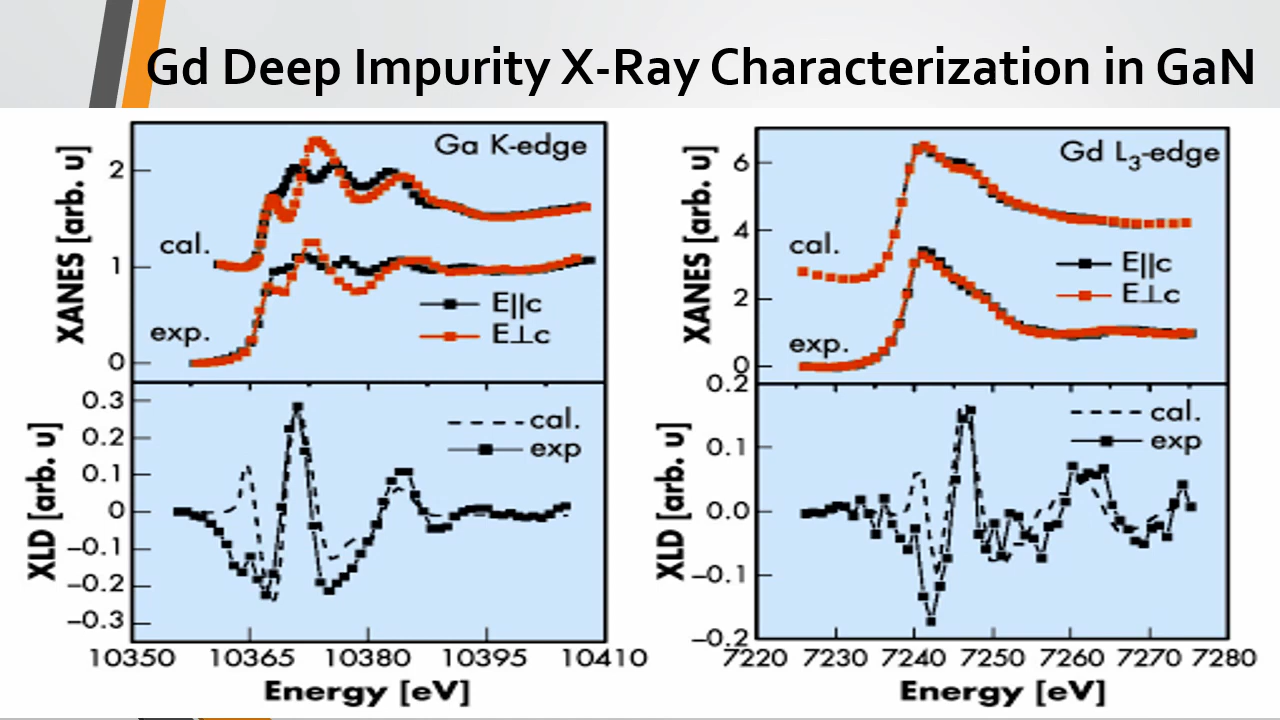 Gd Deep Impurity X-Ray Characterization in GaN
XANES [arb. u]
2
1
0
Ga K-edge
cal.
exp.
E||c
E⊥c
XLD [arb. u]
0.3
0.2
0.1
0
−0.1
−0.2
−0.3
cal.
exp
10350 10365 10380 10395 10410
Energy [eV]
XANES [arb. u]
6
4
2
0
Gd L₃-edge
cal.
exp.
E||c
E⊥c
XLD [arb. u]
0.2
0.1
0.0
−0.1
−0.2
cal.
exp
7220 7230 7240 7250 7260 7270 7280
Energy [eV]